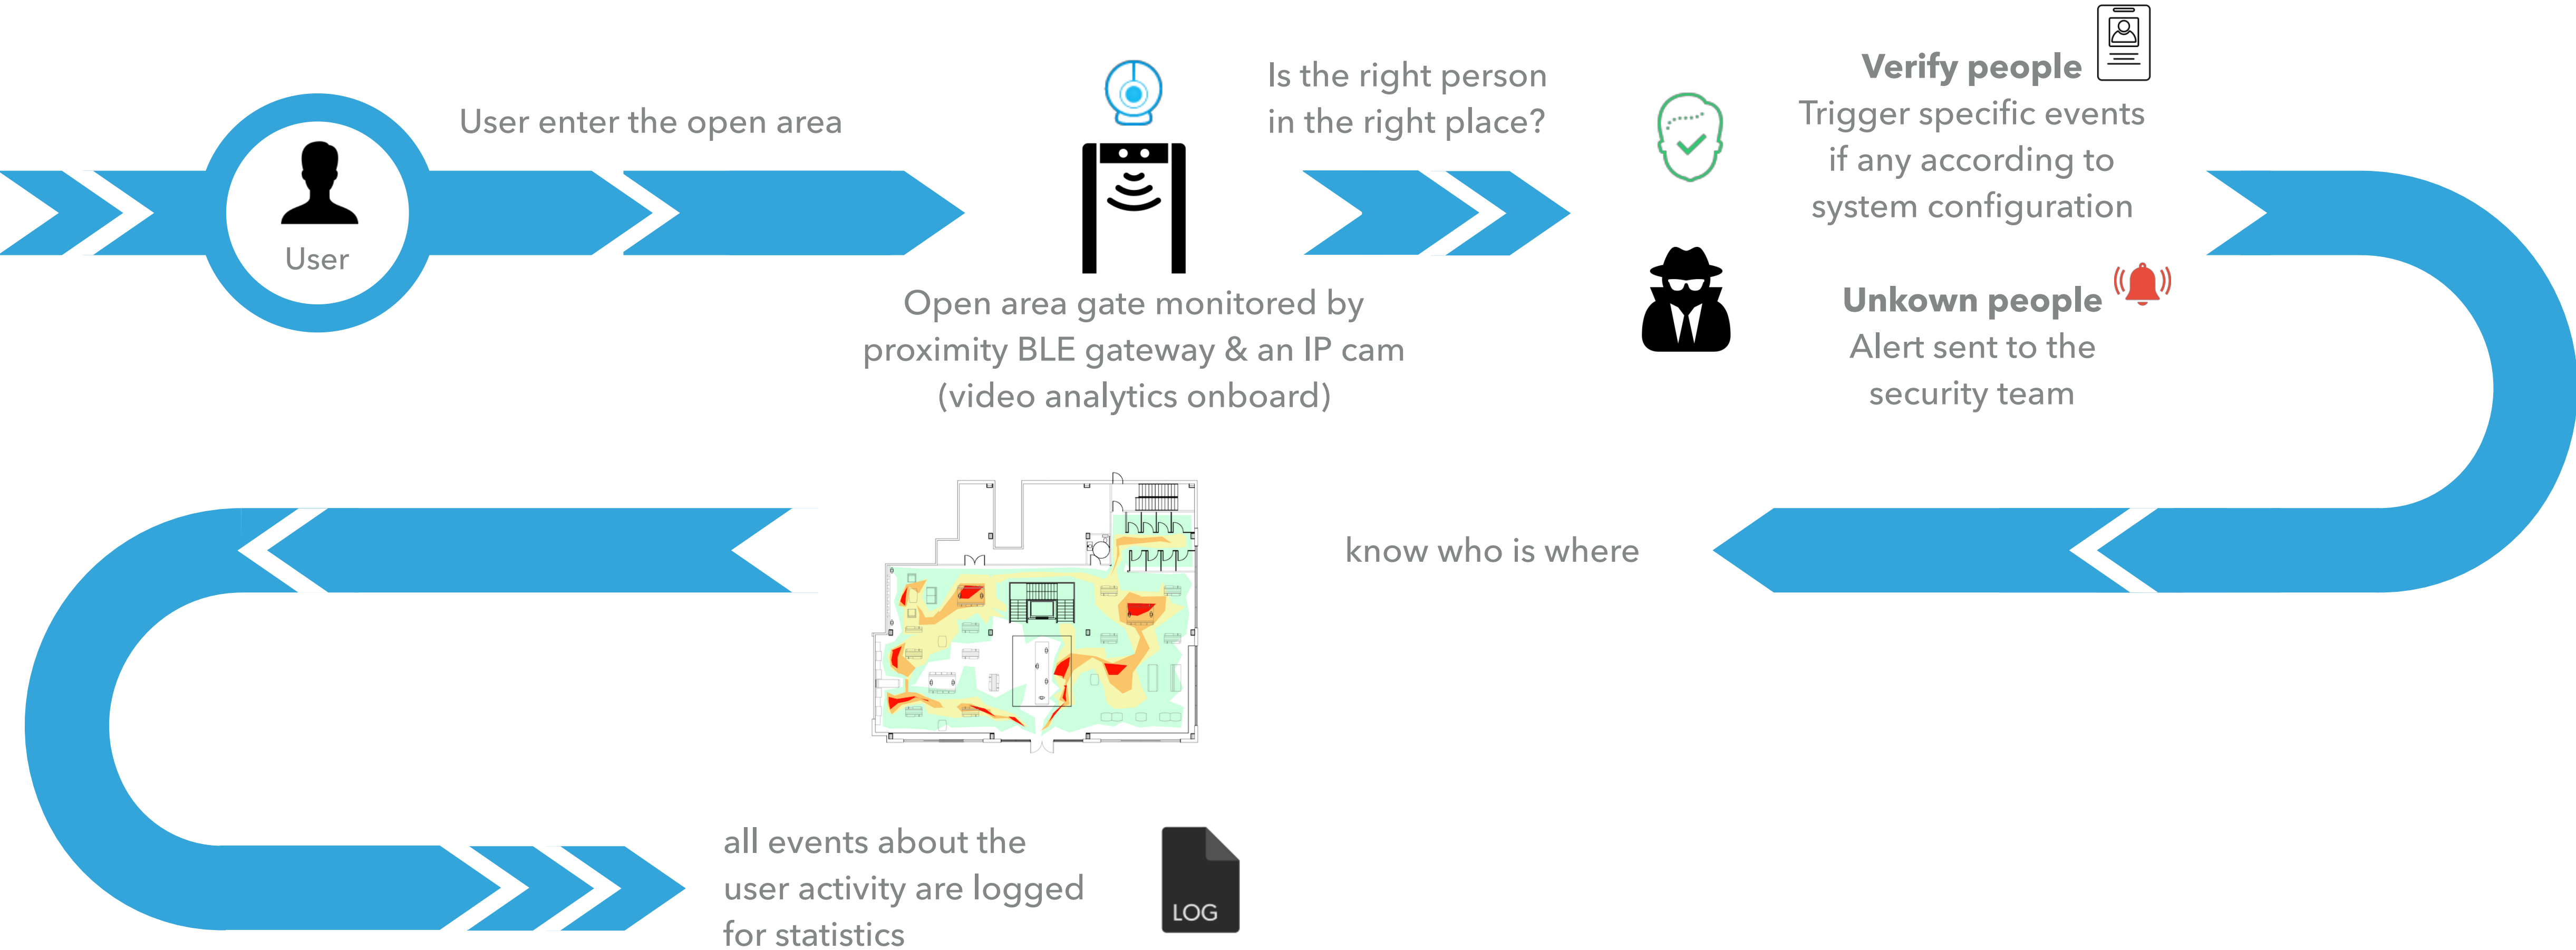 User
User enter the open area
Open area gate monitored by
proximity BLE gateway & an IP cam
(video analytics onboard)
Is the right person
in the right place?
Verify people
Trigger specific events
if any according to
system configuration
Unkown people
Alert sent to the
security team
know who is where
all events about the
user activity are logged
for statistics
LOG